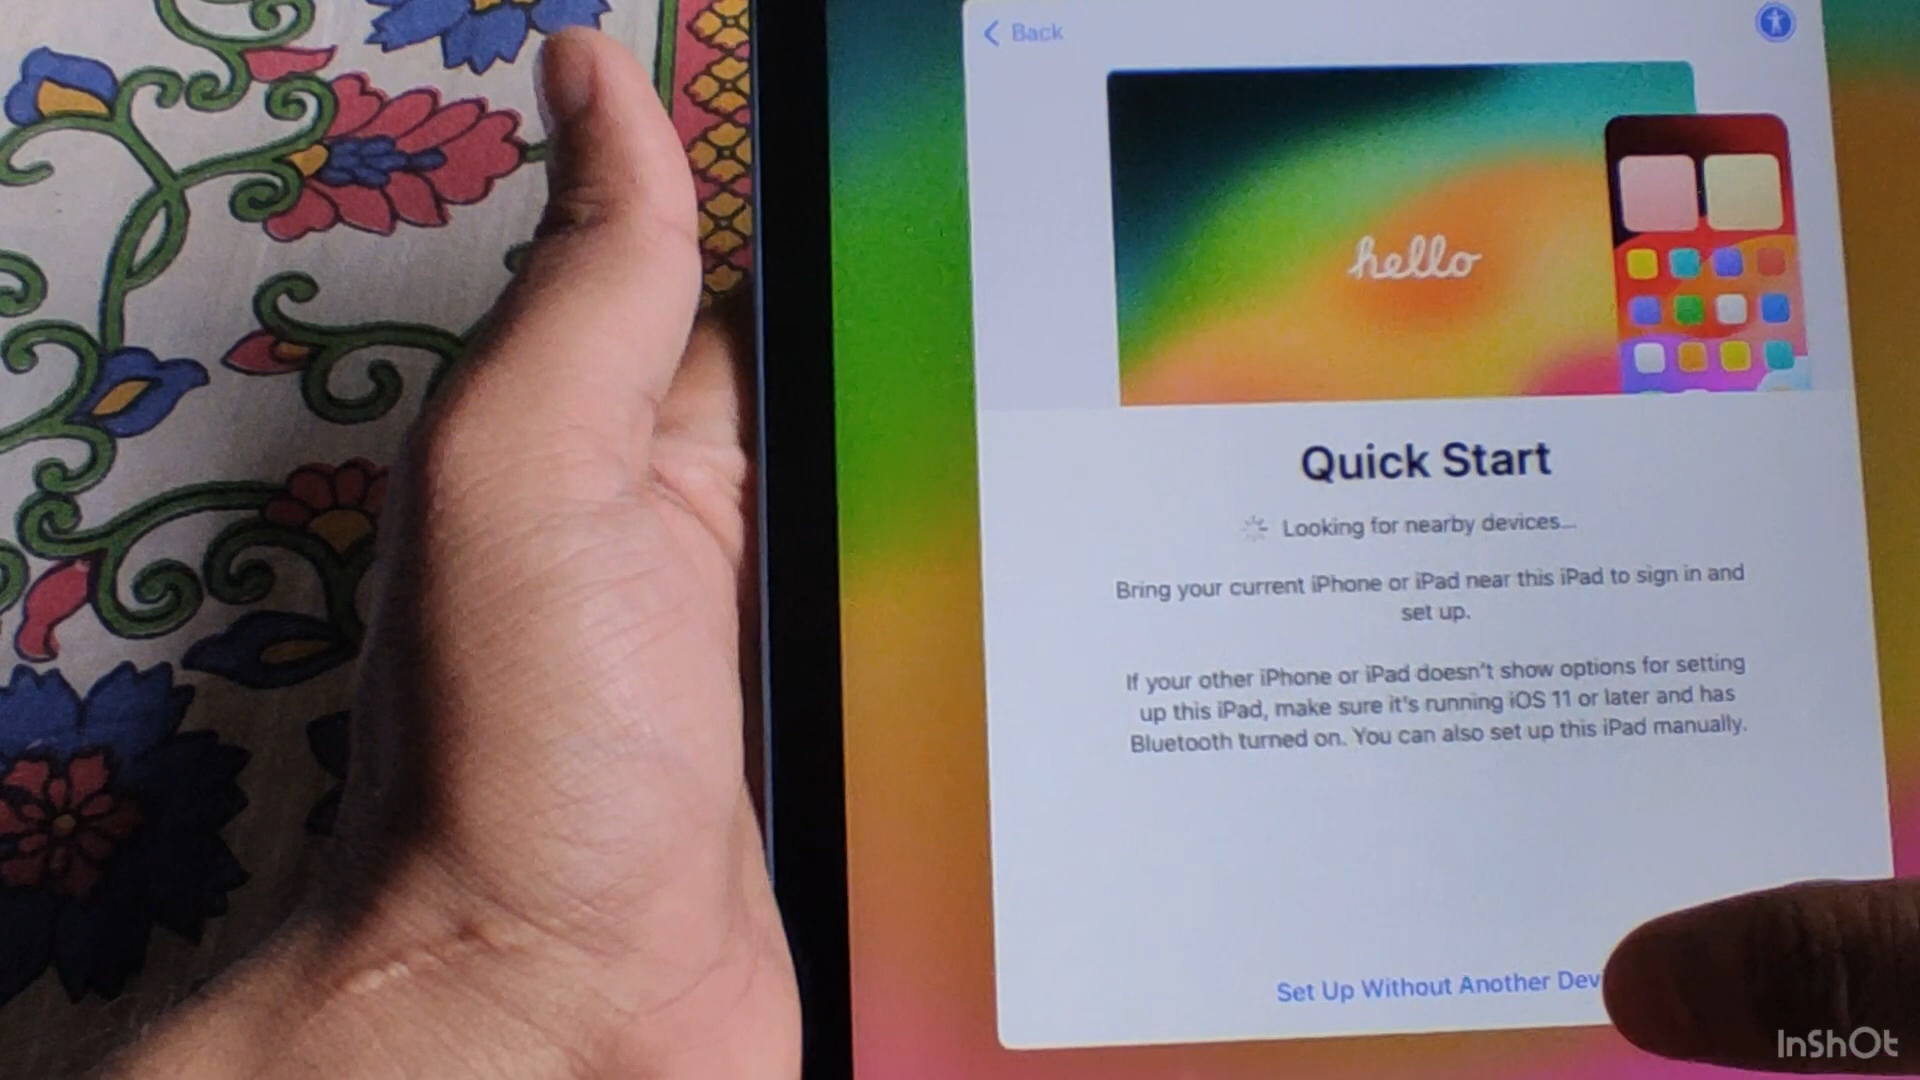 Back
hello
Quick Start
Looking for nearby devices...
Bring your current iPhone or iPad near this iPad to sign in and
set up.
If your other iPhone or iPad doesn't show options for setting
up this iPad, make sure it's running iOS 11 or later and has
Bluetooth turned on. You can also set up this iPad manually.
Set Up Without Another Dev
InShOt